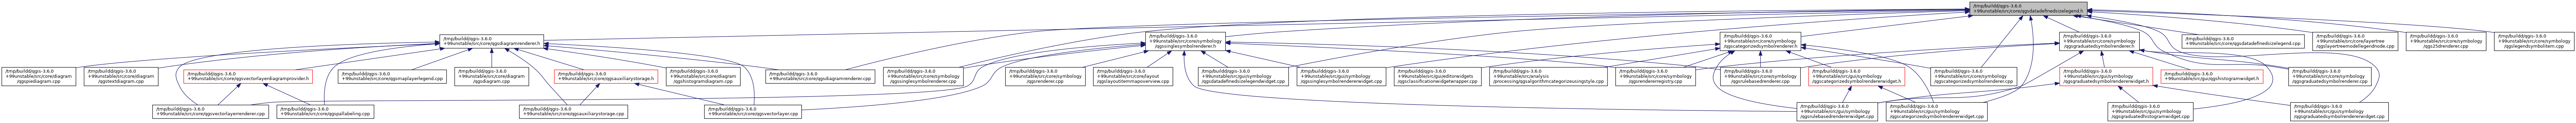 /tmp/buildd/qgis-3.6.0
+99unstable/src/core/qgsdatadefinedsizelegend.h
/tmp/buildd/qgis-3.6.0
+99unstable/src/core/qgsdiagramrenderer.h
/tmp/buildd/qgis-3.6.0
+99unstable/src/core/symbology
/qgssinglesymbolrenderer.h
/tmp/buildd/qgis-3.6.0
+99unstable/src/core/symbology
/qgscategorizedsymbolrenderer.h
/tmp/buildd/qgis-3.6.0
+99unstable/src/core/symbology
/qgsgraduatedsymbolrenderer.h
/tmp/buildd/qgis-3.6.0
+99unstable/src/core/qgsdatadefinedsizelegend.cpp
/tmp/buildd/qgis-3.6.0
+99unstable/src/core/layertree
/qgslayertreemodellegendnode.cpp
/tmp/buildd/qgis-3.6.0
+99unstable/src/core/symbology
/qgs25drenderer.cpp
/tmp/buildd/qgis-3.6.0
+99unstable/src/core/symbology
/qgslegendsymbolitem.cpp
/tmp/buildd/qgis-3.6.0
+99unstable/src/core/diagram
/qgspiediagram.cpp
/tmp/buildd/qgis-3.6.0
+99unstable/src/core/diagram
/qgstextdiagram.cpp
/tmp/buildd/qgis-3.6.0
+99unstable/src/core/qgsvectorlayerdiagramprovider.h
/tmp/buildd/qgis-3.6.0
+99unstable/src/core/qgsmaplayerlegend.cpp
/tmp/buildd/qgis-3.6.0
+99unstable/src/core/diagram
/qgsdiagram.cpp
/tmp/buildd/qgis-3.6.0
+99unstable/src/core/qgsauxiliarystorage.h
/tmp/buildd/qgis-3.6.0
+99unstable/src/core/diagram
/qgshistogramdiagram.cpp
/tmp/buildd/qgis-3.6.0
+99unstable/src/core/qgsdiagramrenderer.cpp
/tmp/buildd/qgis-3.6.0
+99unstable/src/core/symbology
/qgssinglesymbolrenderer.cpp
/tmp/buildd/qgis-3.6.0
+99unstable/src/core/symbology
/qgsrenderer.cpp
/tmp/buildd/qgis-3.6.0
+99unstable/src/core/layout
/qgslayoutitemmapoverview.cpp
/tmp/buildd/qgis-3.6.0
+99unstable/src/gui/symbology
/qgsdatadefinedsizelegendwidget.cpp
/tmp/buildd/qgis-3.6.0
+99unstable/src/gui/symbology
/qgssinglesymbolrendererwidget.cpp
/tmp/buildd/qgis-3.6.0
+99unstable/src/gui/editorwidgets
/qgsclassificationwidgetwrapper.cpp
/tmp/buildd/qgis-3.6.0
+99unstable/src/analysis
/processing/qgsalgorithmcategorizeusingstyle.cpp
/tmp/buildd/qgis-3.6.0
+99unstable/src/core/symbology
/qgsrendererregistry.cpp
/tmp/buildd/qgis-3.6.0
+99unstable/src/core/symbology
/qgsrulebasedrenderer.cpp
/tmp/buildd/qgis-3.6.0
+99unstable/src/gui/symbology
/qgscategorizedsymbolrendererwidget.h
/tmp/buildd/qgis-3.6.0
+99unstable/src/core/symbology
/qgscategorizedsymbolrenderer.cpp
/tmp/buildd/qgis-3.6.0
+99unstable/src/gui/symbology
/qgsgraduatedsymbolrendererwidget.h
/tmp/buildd/qgis-3.6.0
+99unstable/src/gui/qgshistogramwidget.h
/tmp/buildd/qgis-3.6.0
+99unstable/src/core/symbology
/qgsgraduatedsymbolrenderer.cpp
/tmp/buildd/qgis-3.6.0
+99unstable/src/core/qgsvectorlayerrenderer.cpp
/tmp/buildd/qgis-3.6.0
+99unstable/src/core/qgspallabeling.cpp
/tmp/buildd/qgis-3.6.0
+99unstable/src/core/qgsauxiliarystorage.cpp
/tmp/buildd/qgis-3.6.0
+99unstable/src/core/qgsvectorlayer.cpp
/tmp/buildd/qgis-3.6.0
+99unstable/src/gui/symbology
/qgsrulebasedrendererwidget.cpp
/tmp/buildd/qgis-3.6.0
+99unstable/src/gui/symbology
/qgscategorizedsymbolrendererwidget.cpp
/tmp/buildd/qgis-3.6.0
+99unstable/src/gui/symbology
/qgsgraduatedhistogramwidget.cpp
/tmp/buildd/qgis-3.6.0
+99unstable/src/gui/symbology
/qgsgraduatedsymbolrendererwidget.cpp